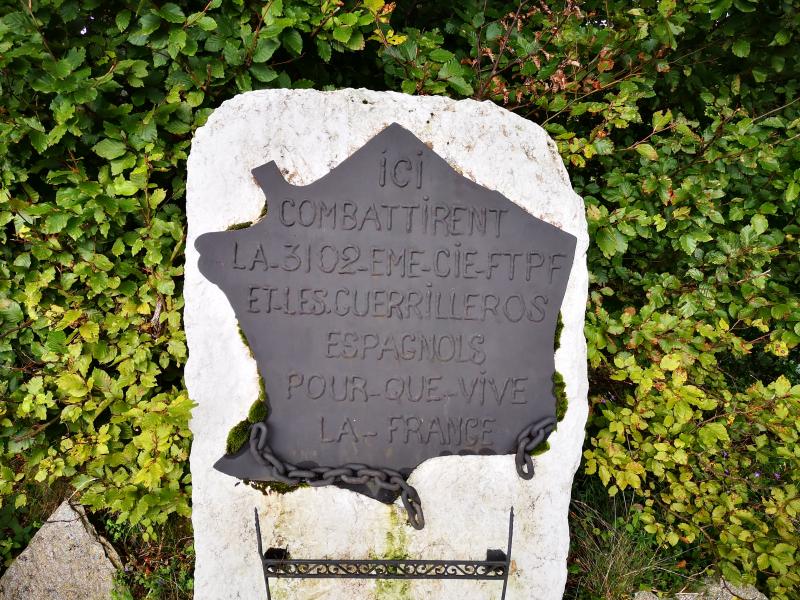 iCi
COMBATTiRENT
LA-3102-EME-CiE-FTPF
ET-LES-GUERRiLLEROS
ESPAGNOLS
POUR-QUE-ViVE
LA-FRANCE